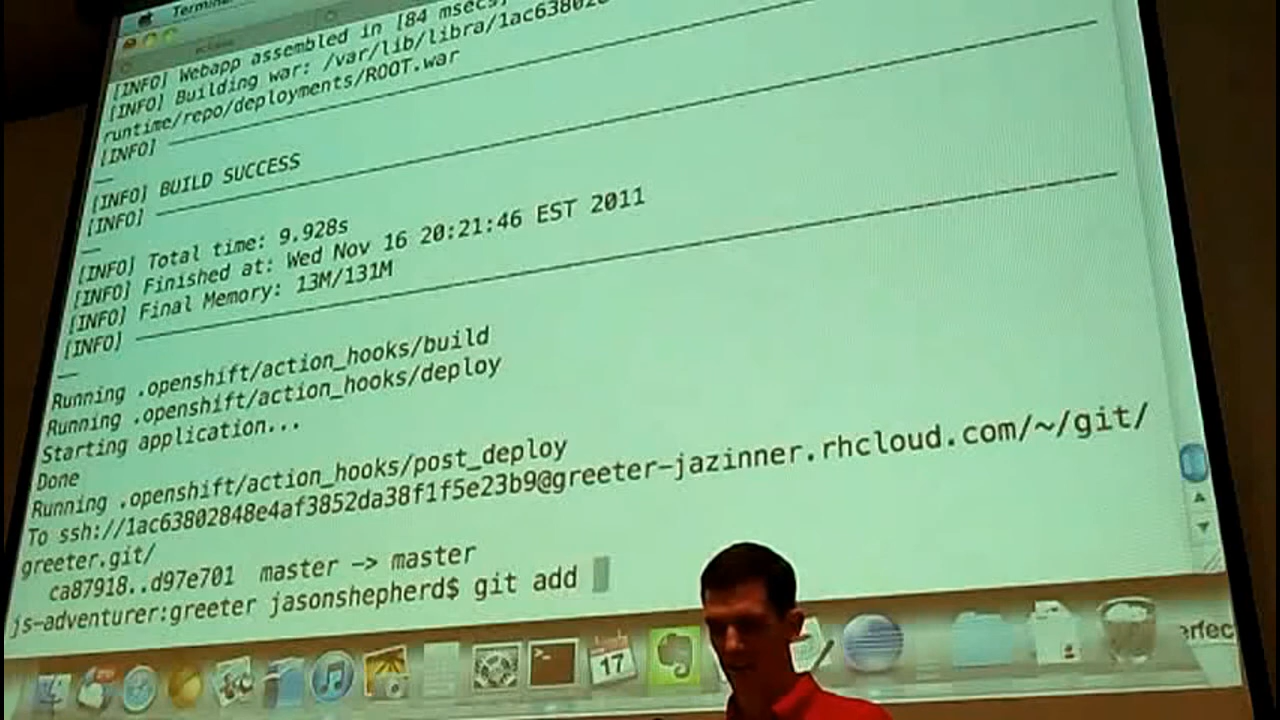 Terminal
[INFO] Webapp assembled in [84 msecs]
[INFO] Building war: /var/lib/libra/1ac63802
runtime/repo/deployments/ROOT.war
[INFO] ————————
—
[INFO] BUILD SUCCESS
[INFO] ————————
—
[INFO] Total time: 9.928s
[INFO] Finished at: Wed Nov 16 20:21:46 EST 2011
[INFO] Final Memory: 13M/131M
[INFO] ————————
—
Running .openshift/action_hooks/build
Running .openshift/action_hooks/deploy
Starting application...
Done
Running .openshift/action_hooks/post_deploy
To ssh://1ac63802848e4af3852da38f1f5e23b9@greeter-jazinner.rhcloud.com/~/git/
greeter.git/
ca87918..d97e701 master -> master
js-adventurer:greeter jasonshepherd$ git add
17
erfec